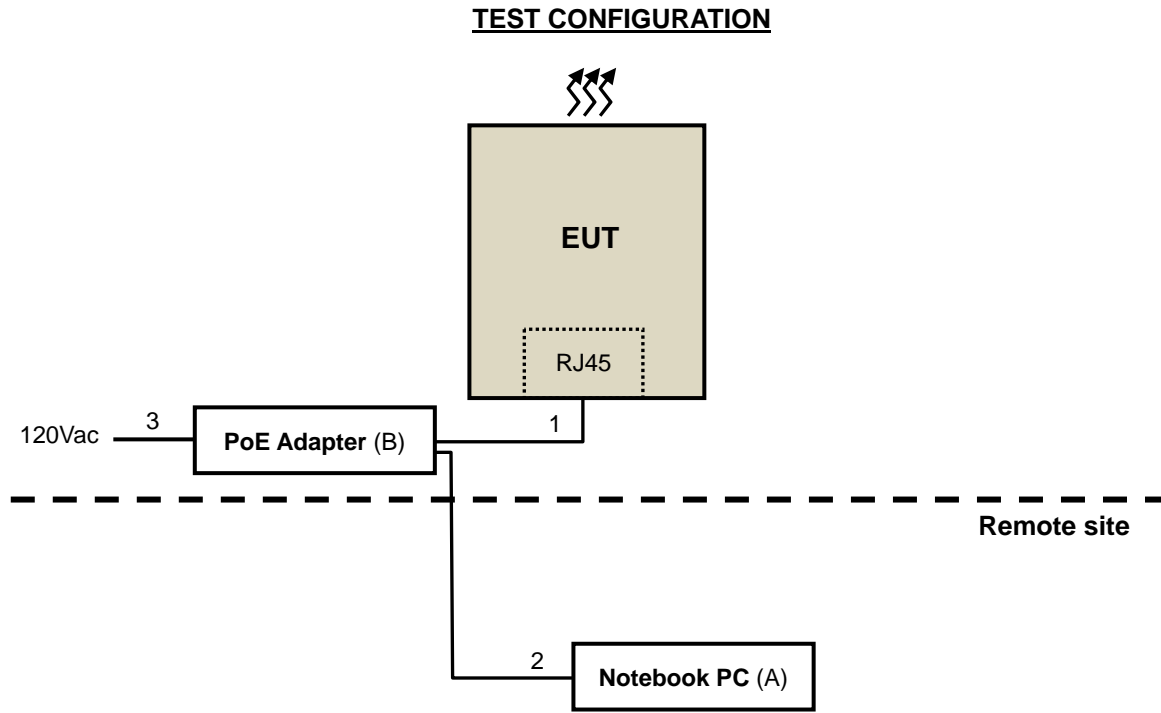 TEST CONFIGURATION
EUT
RJ45
1
3
120Vac
PoE Adapter (B)
Remote site
2
Notebook PC (A)